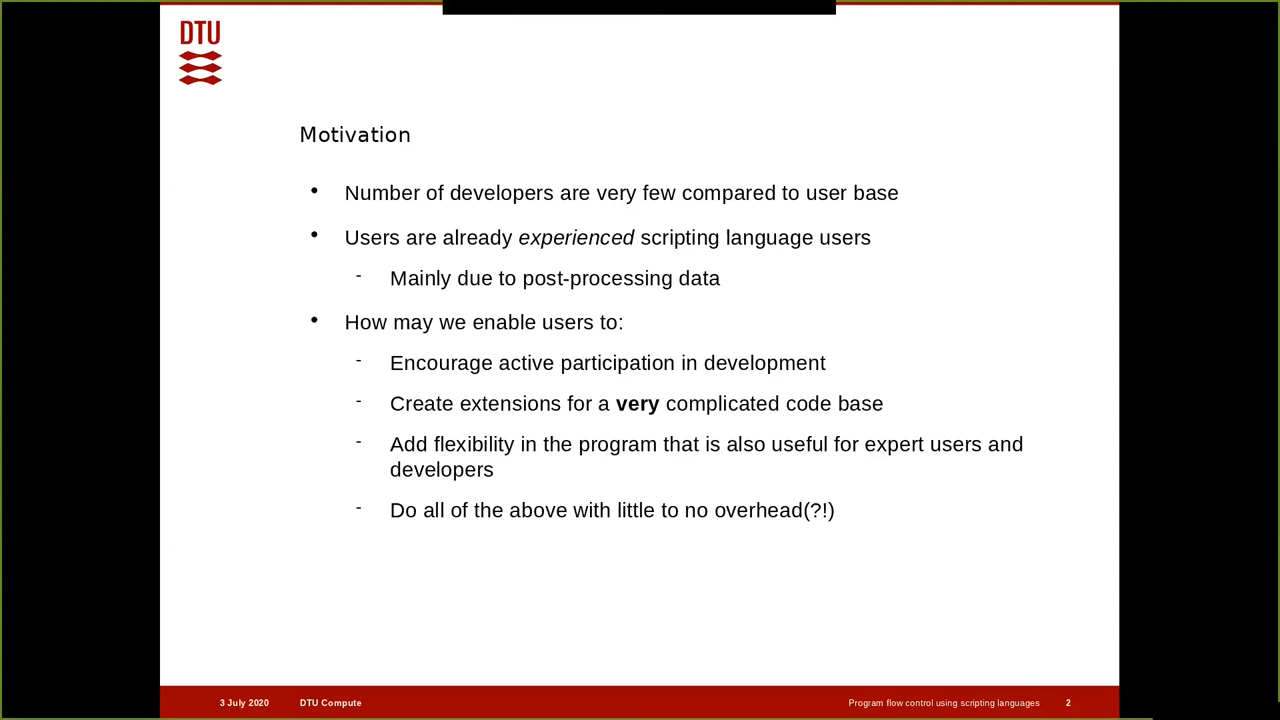 DTU
Motivation
• Number of developers are very few compared to user base
• Users are already experienced scripting language users
- Mainly due to post-processing data
• How may we enable users to:
- Encourage active participation in development
- Create extensions for a very complicated code base
- Add flexibility in the program that is also useful for expert users and
developers
- Do all of the above with little to no overhead(?!)
3 July 2020 DTU Compute Program flow control using scripting languages 2